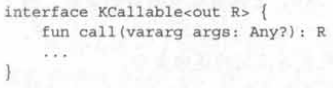 interface KCallable<out R> {
    fun call(vararg args: Any?): R
    ...
}